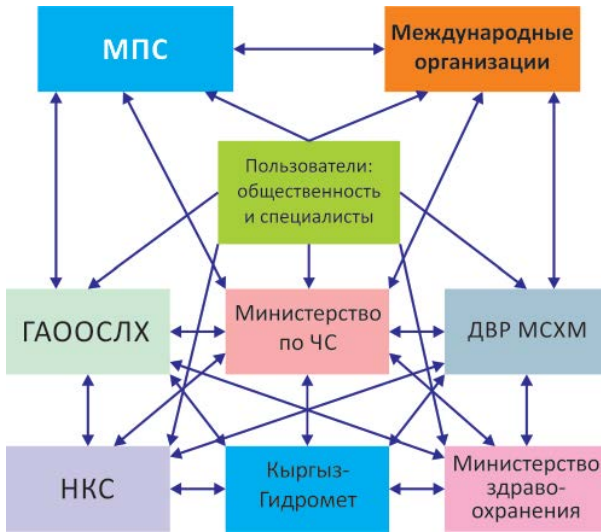 МПС
Международные
организации
Пользователи:
общественность
и специалисты
ГАООСЛХ
Министерство
по ЧС
ДВР МСХМ
НКС
Кыргыз-
Гидромет
Министерство
здраво-
охранения